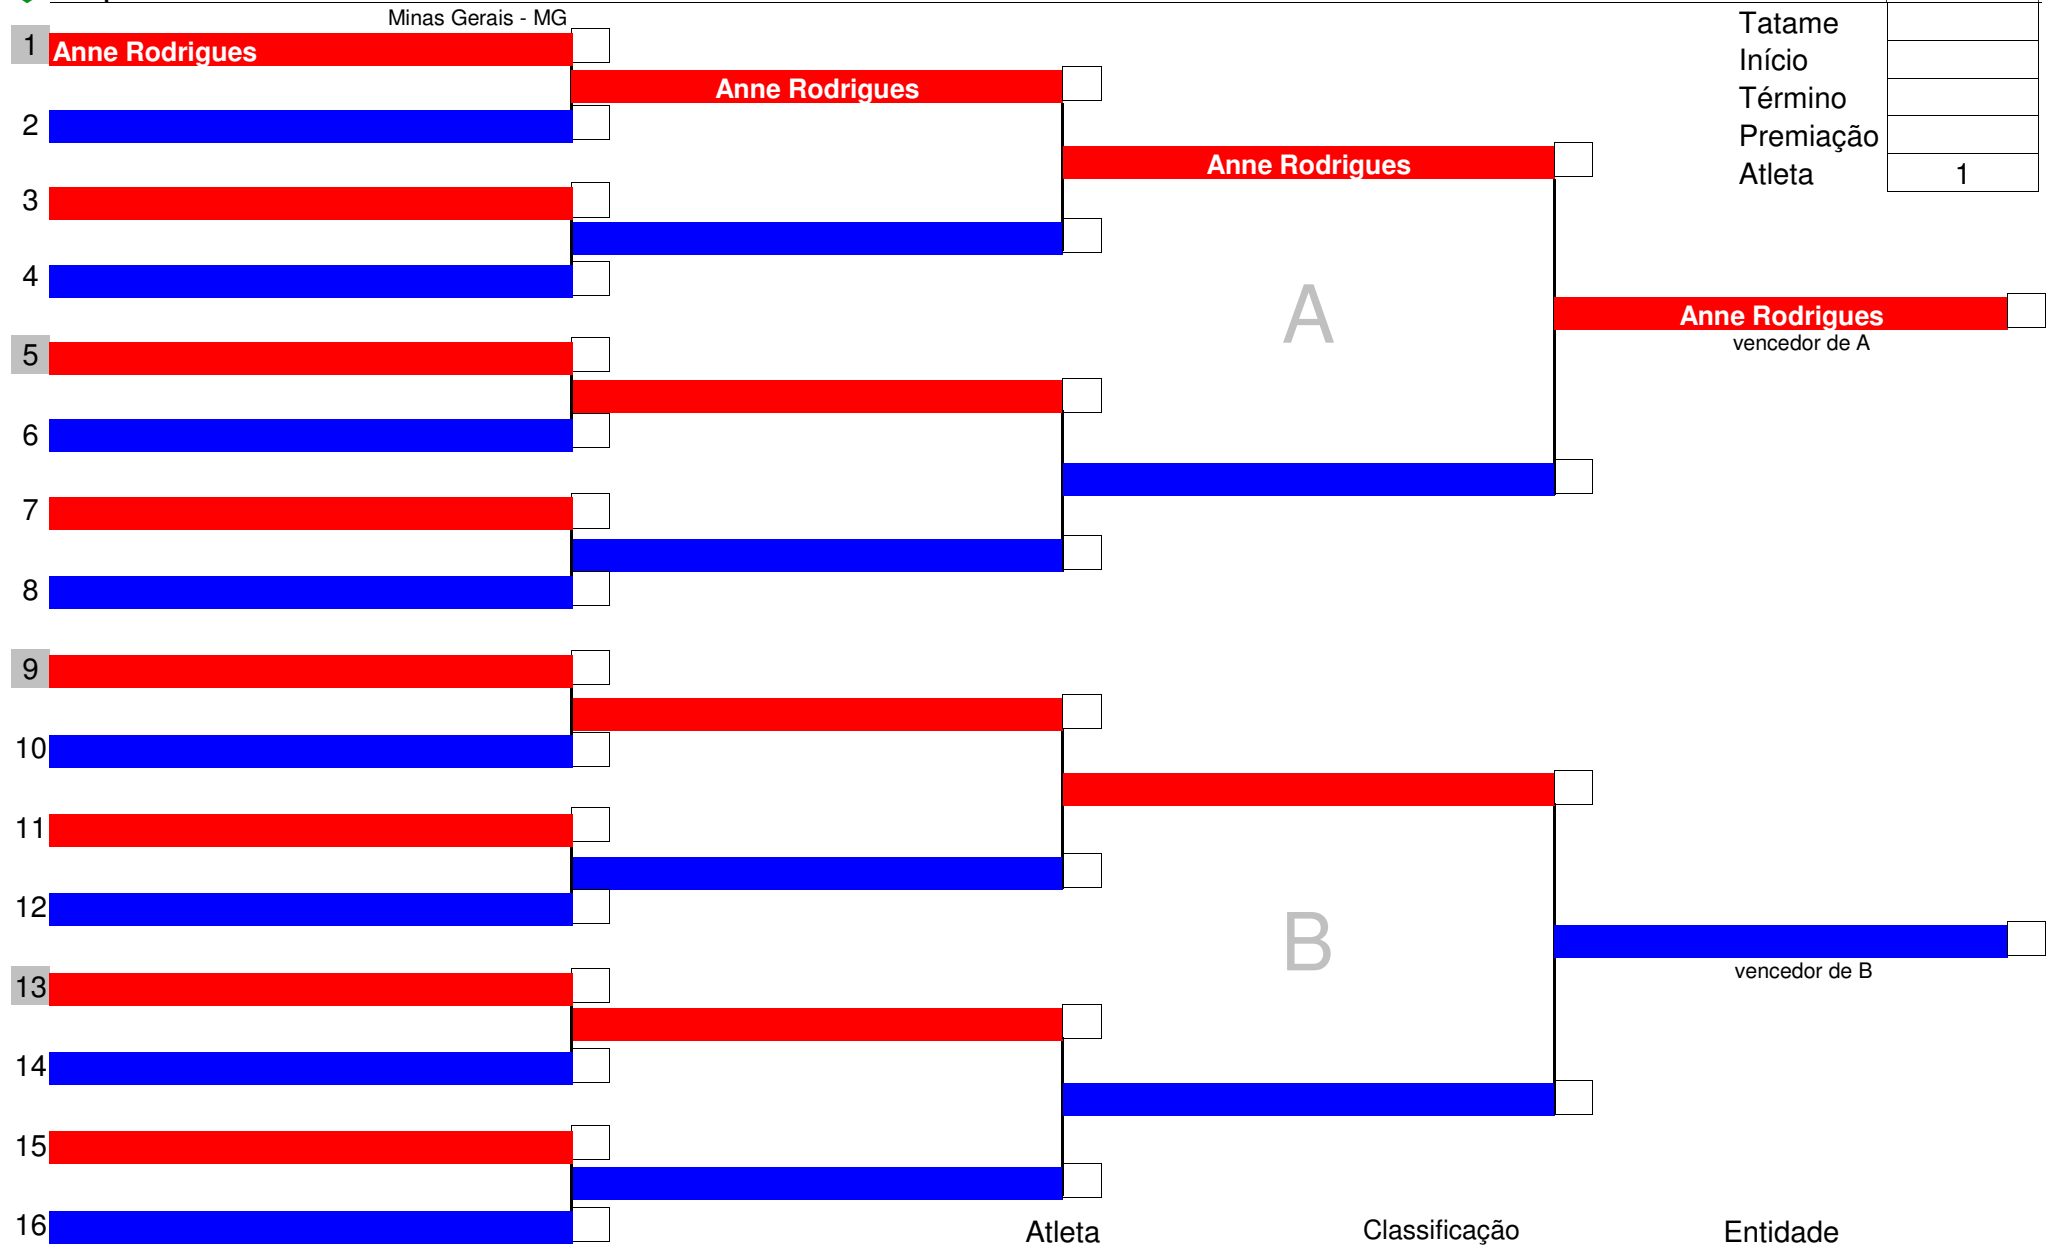 Minas Gerais - MG
Tatame
Início
Término
Premiação
Atleta 1
1 Anne Rodrigues
Anne Rodrigues
2
Anne Rodrigues
3
4
A
Anne Rodrigues
vencedor de A
5
6
7
8
9
10
11
12
B
vencedor de B
13
14
15
16
Atleta Classificação Entidade